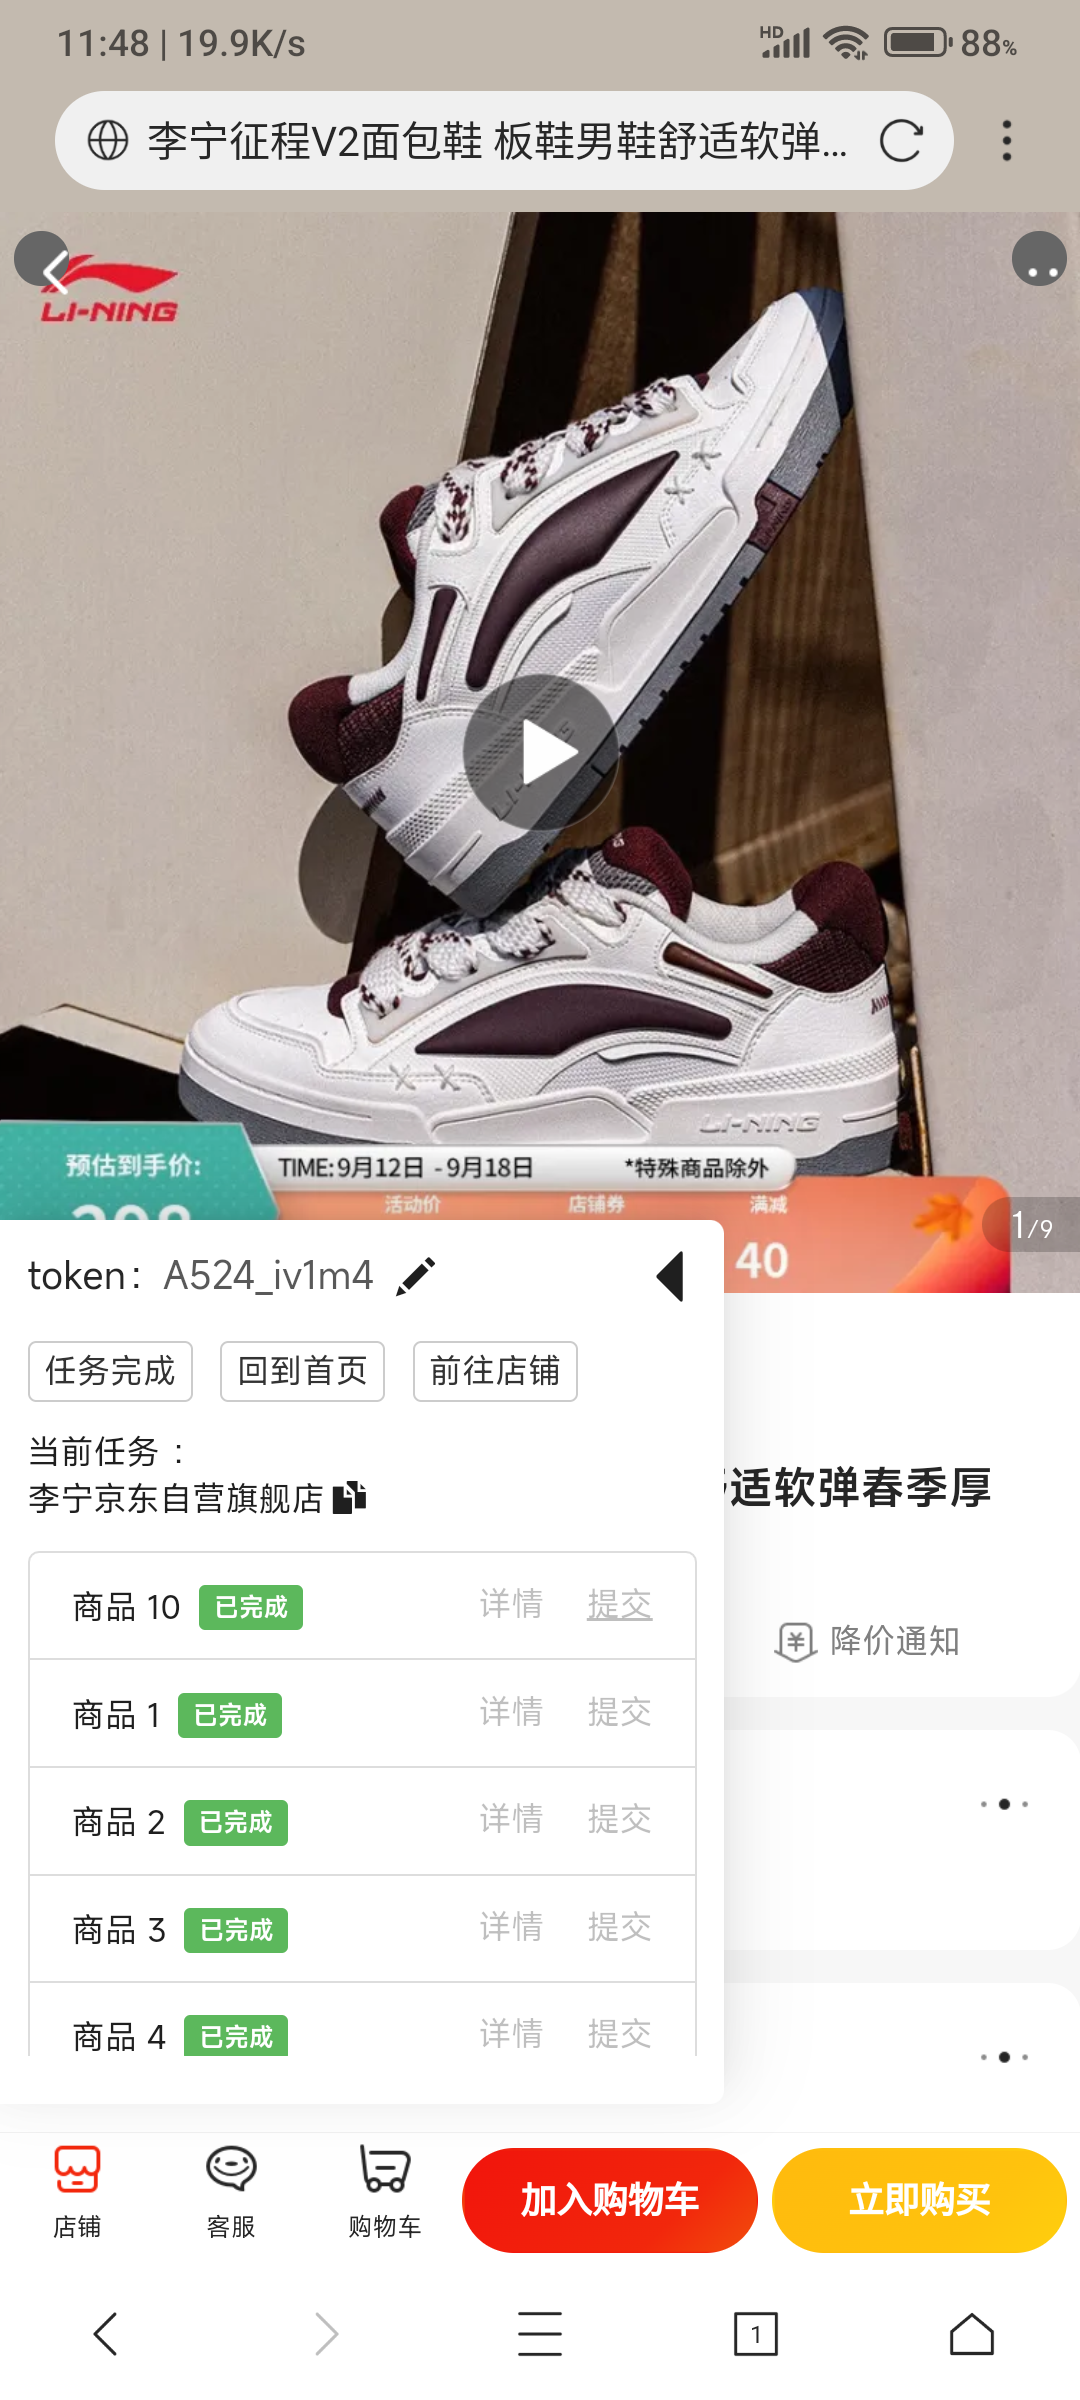 11:48 | 19.9K/s
HD
88%
李宁征程V2面包鞋 板鞋男鞋舒适软弹...
LI-NING
LI-NING
预估到手价:
TIME:9月12日 -9月18日
*特殊商品除外
活动价
店铺券
满减
40
1/9
token: A524_iv1m4
任务完成
回到首页
前往店铺
当前任务 :
李宁京东自营旗舰店
适软弹春季厚
降价通知
商品 10 已完成 详情 提交
商品 1 已完成 详情 提交
商品 2 已完成 详情 提交
商品 3 已完成 详情 提交
商品 4 已完成 详情 提交
店铺
客服
购物车
加入购物车
立即购买
1